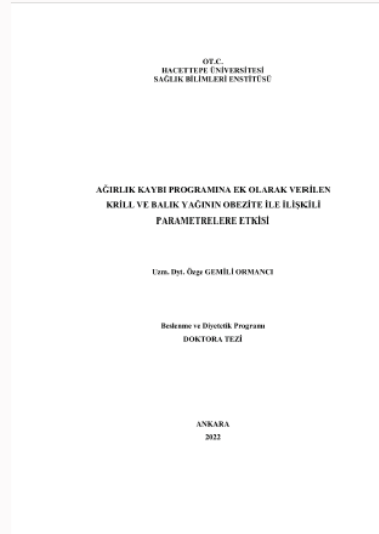 OT.C.
HACETTEPE ÜNİVERSİTESİ
SAĞLIK BİLİMLERİ ENSTİTÜSÜ
AĞIRLIK KAYBI PROGRAMINA EK OLARAK VERİLEN
KRİLL VE BALIK YAĞININ OBEZİTE İLE İLİŞKİLİ
PARAMETRELERE ETKİSİ
Uzm. Dyt. Özge GEMİLİ ORMANCI
Beslenme ve Diyetetik Programı
DOKTORA TEZİ
ANKARA
2022